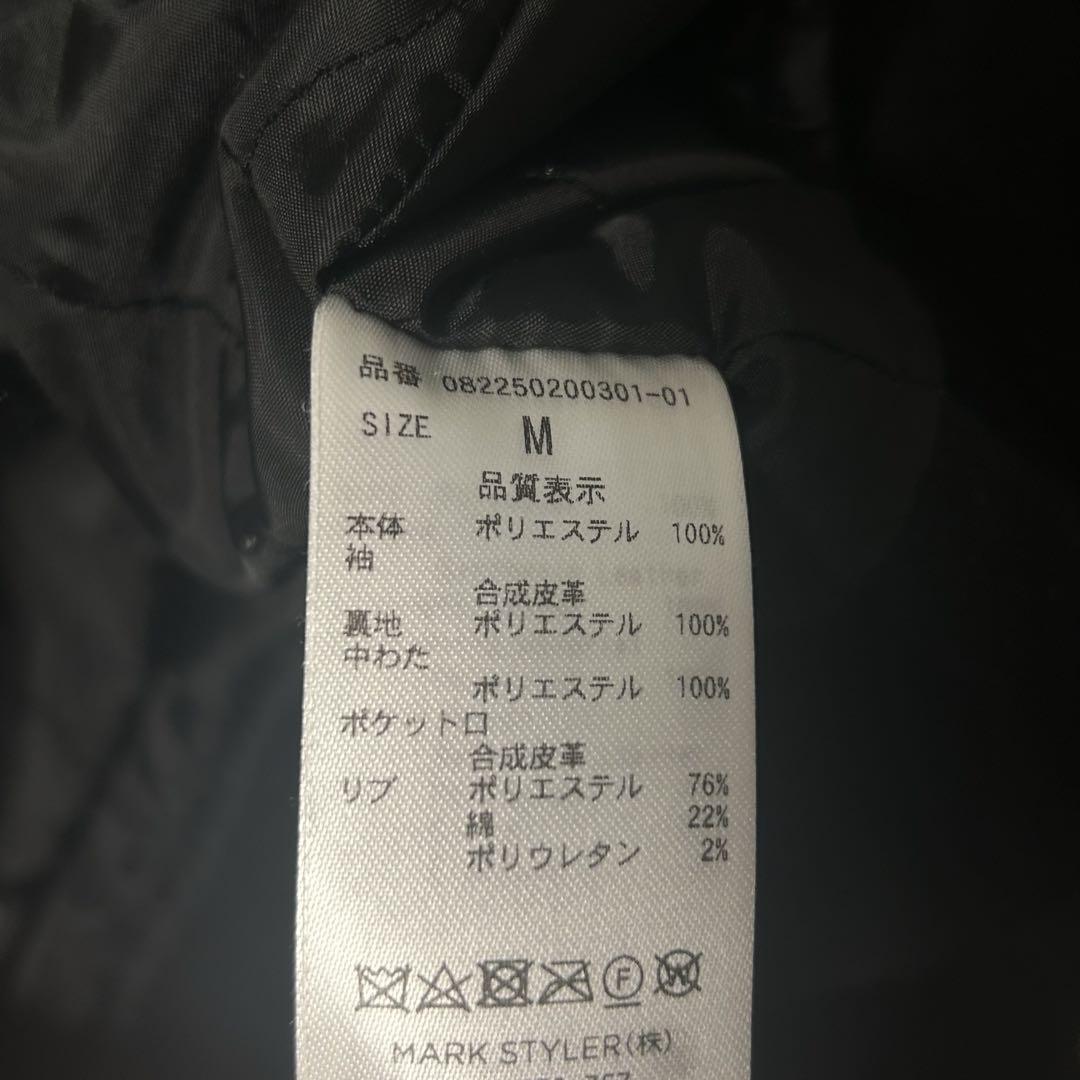 品番 082250200301-01
SIZE M
品質表示
本体 ポリエステル 100%
袖
合成皮革
裏地 ポリエステル 100%
中わた
ポリエステル 100%
ポケット口
合成皮革
リブ ポリエステル 76%
綿 22%
ポリウレタン 2%
F W
MARK STYLER(株)